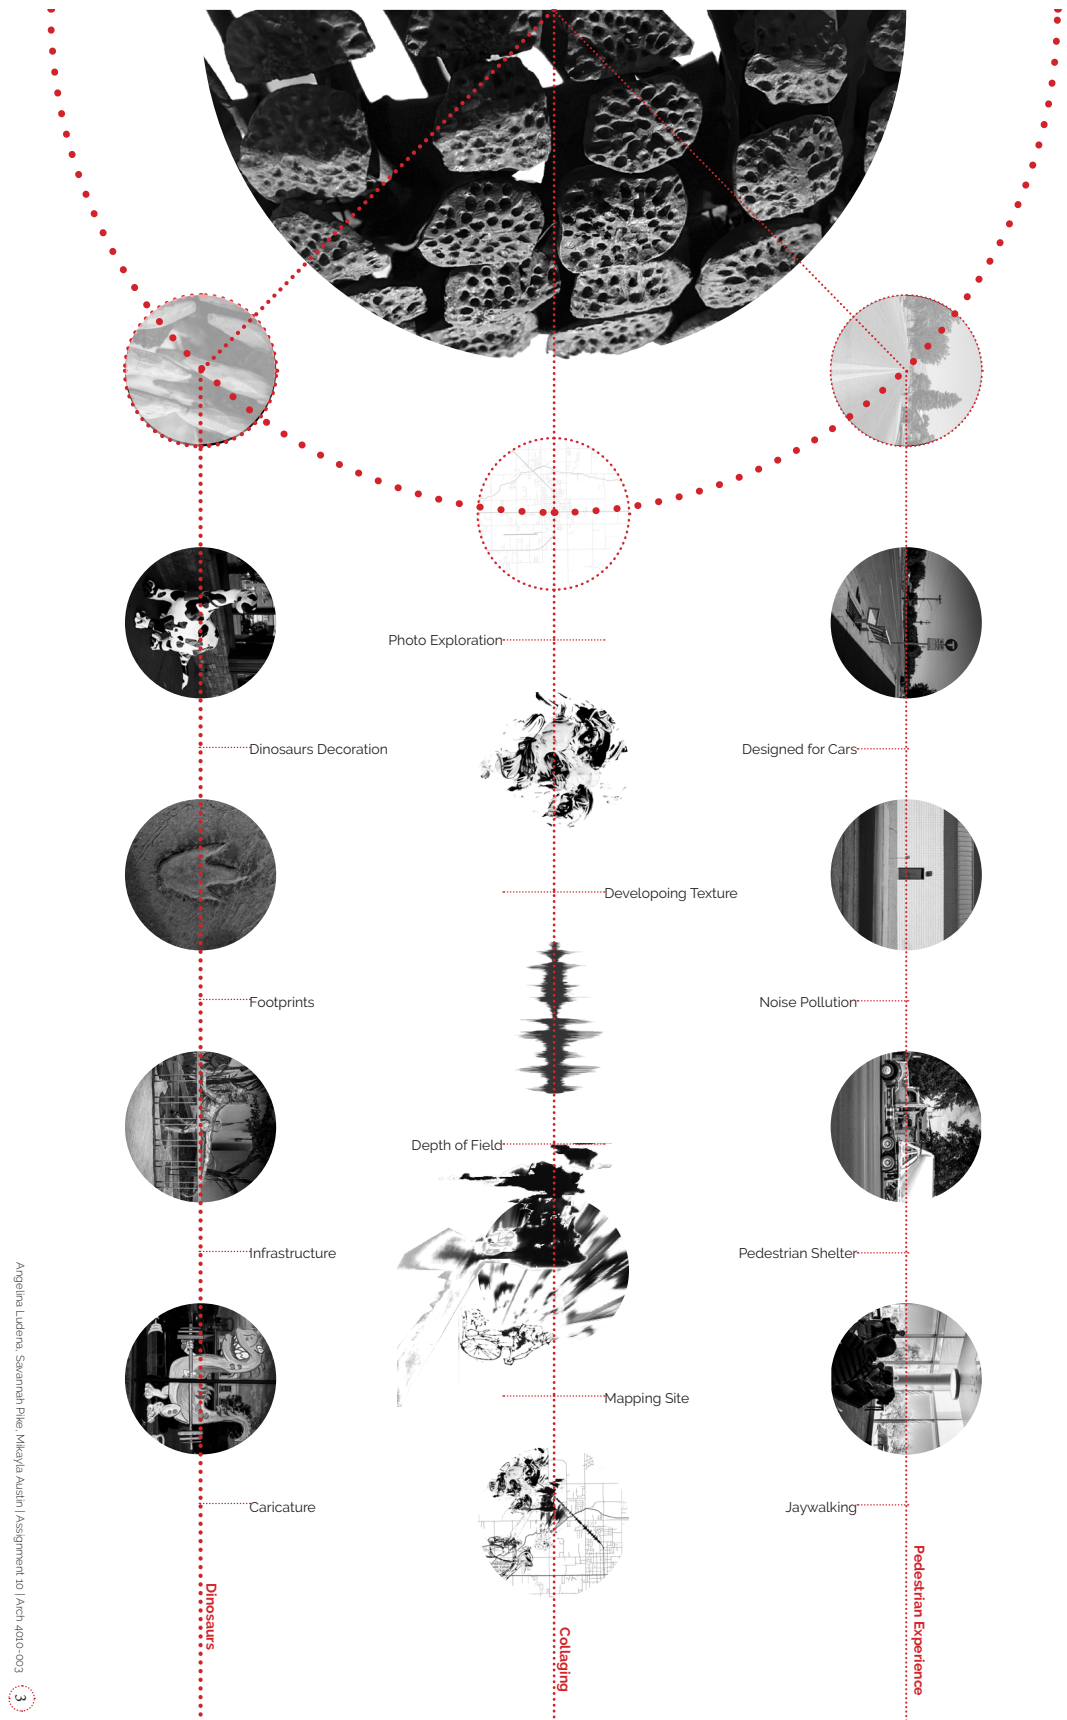 Photo Exploration
Dinosaurs Decoration
Designed for Cars
Developoing Texture
Footprints
Noise Pollution
Depth of Field
Infrastructure
Pedestrian Shelter
Mapping Site
Caricature
Jaywalking
Dinosaurs
Collaging
Pedestrian Experience
Angelina Ludena, Savannah Pike, Mikayla Austin | Assignment 10 | Arch 4010-003
3